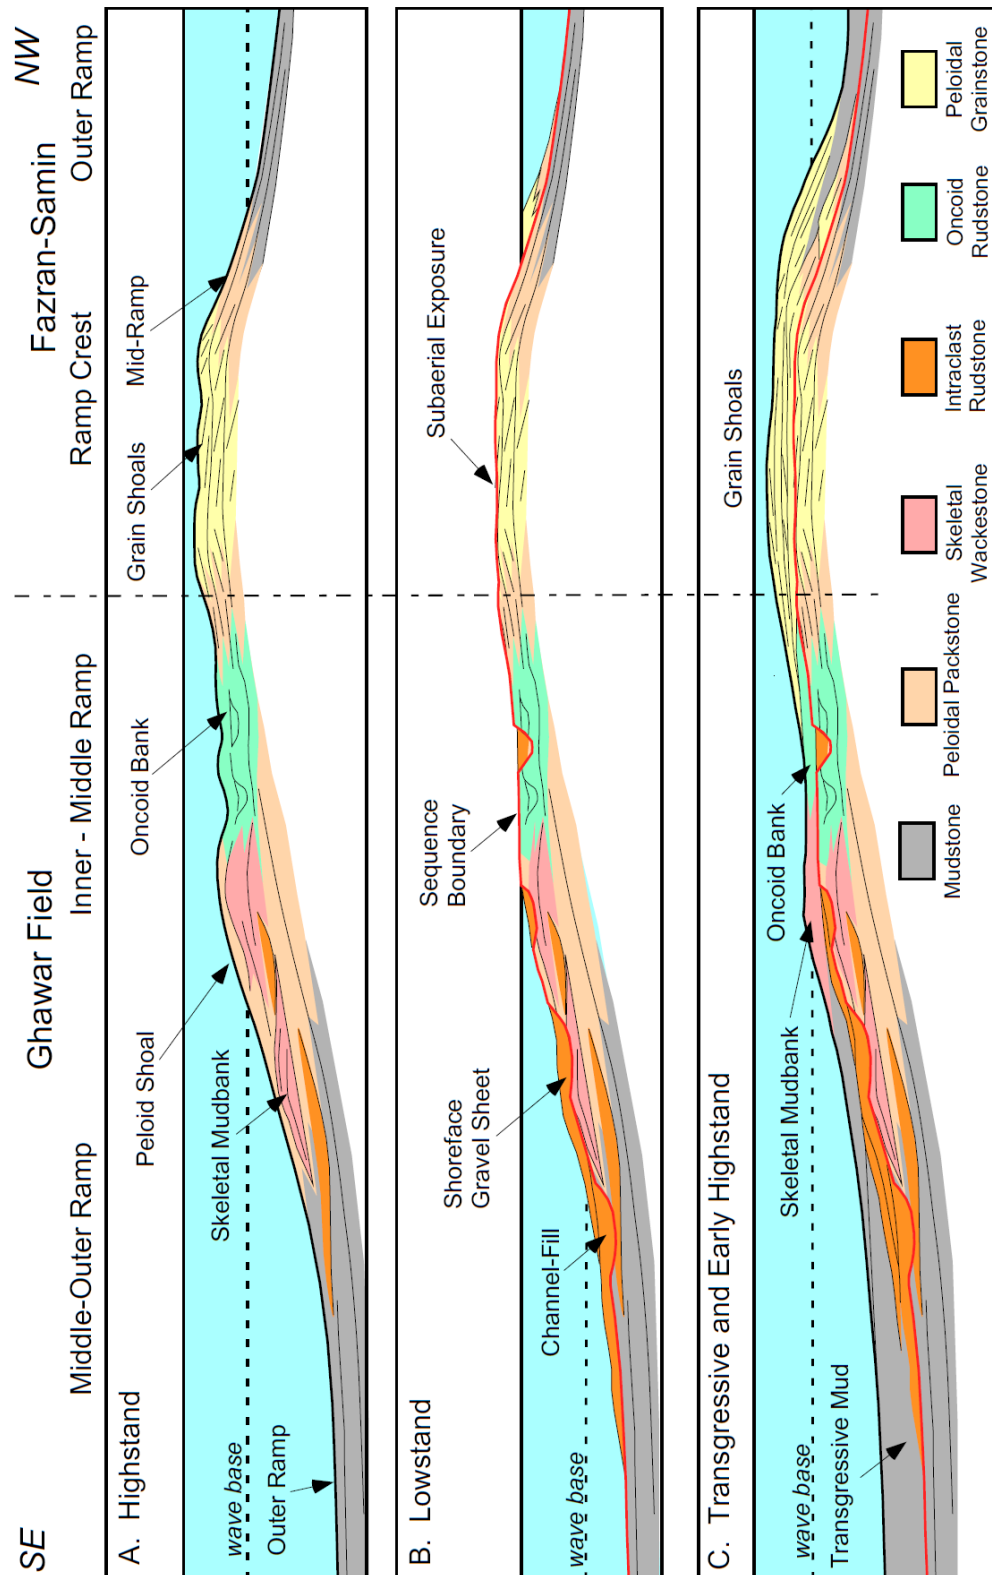 SE
NW
Ghawar Field
Fazran-Samin
Middle-Outer Ramp
Inner - Middle Ramp
Ramp Crest
Outer Ramp
A. Highstand
Peloid Shoal
Oncoid Bank
Grain Shoals
Mid-Ramp
Skeletal Mudbank
wave base
Outer Ramp
B. Lowstand
Shoreface
Gravel Sheet
Sequence
Boundary
Subaerial Exposure
Channel-Fill
wave base
C. Transgressive and Early Highstand
Grain Shoals
Oncoid Bank
Skeletal Mudbank
wave base
Transgressive Mud
Mudstone
Peloidal Packstone
Skeletal
Wackestone
Intraclast
Rudstone
Oncoid
Rudstone
Peloidal
Grainstone